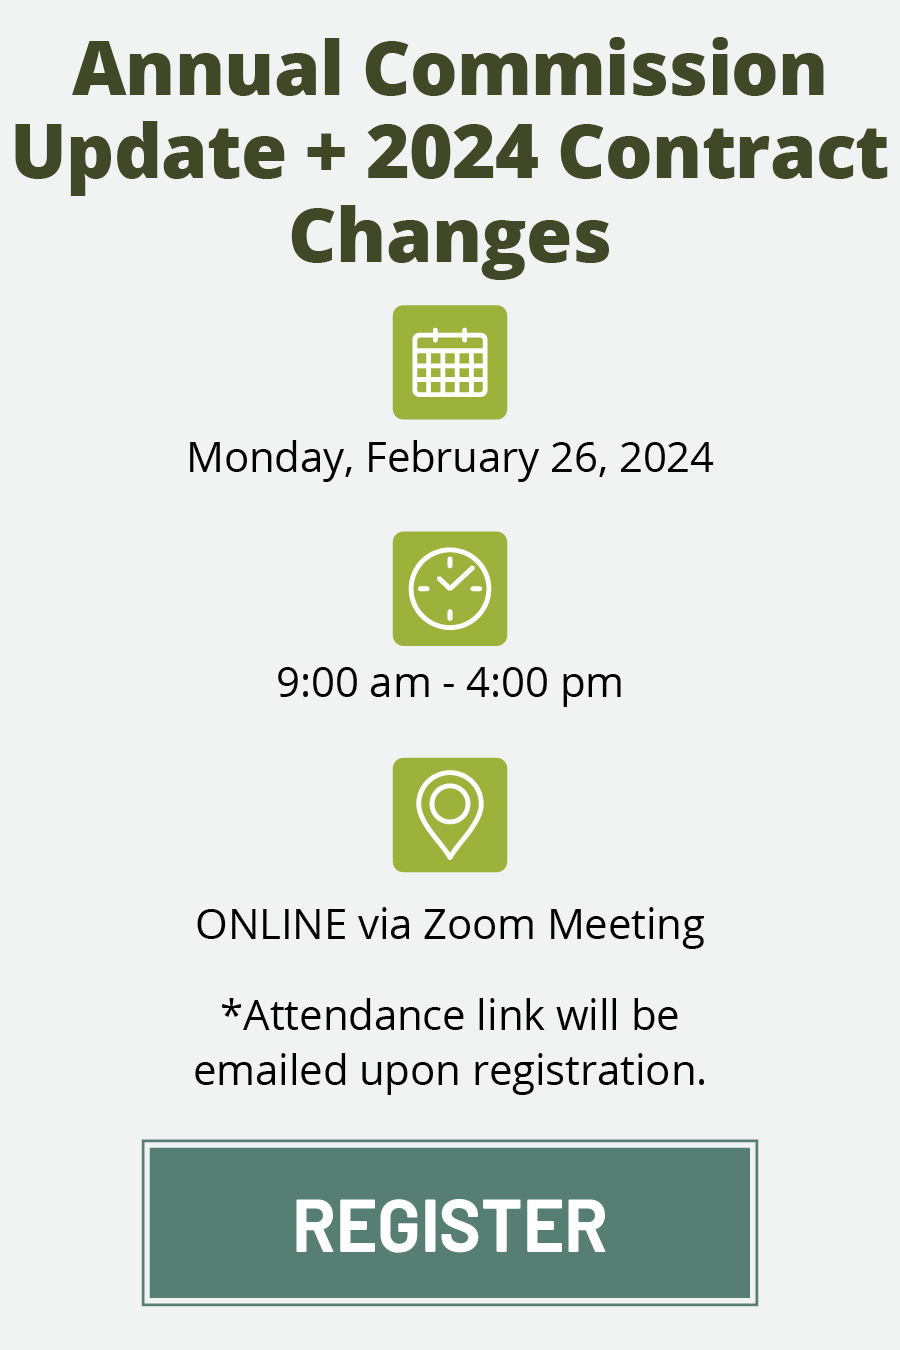 Annual Commission
Update + 2024 Contract
Changes
Monday, February 26, 2024
9:00 am - 4:00 pm
ONLINE via Zoom Meeting
*Attendance link will be
emailed upon registration.
REGISTER